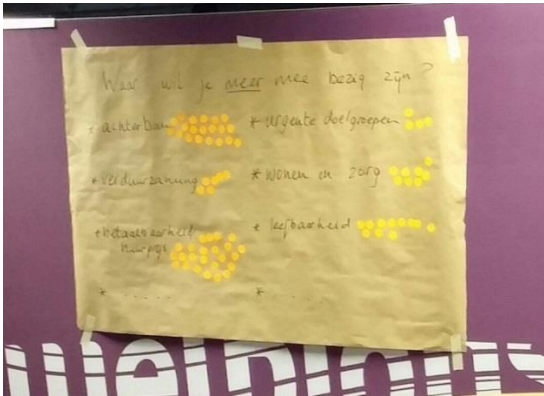 Waar wil je meer mee bezig zijn?
* achterban
* urgente doelgroepen
* verduurzaming
* wonen en zorg
* betaalbaarheid
huurprijs
* leefbaarheid
* ......
* .....